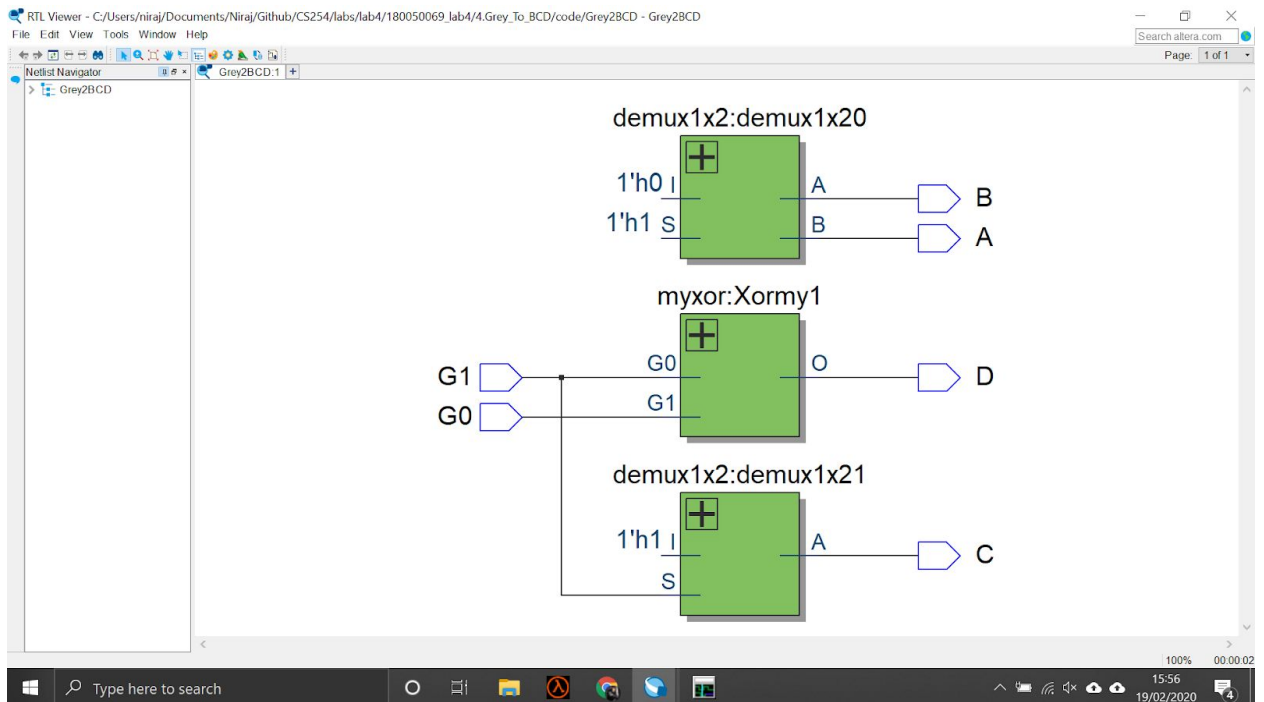 RTL Viewer - C:/Users/niraj/Documents/Niraj/Github/CS254/labs/lab4/180050069_lab4/4.Grey_To_BCD/code/Grey2BCD - Grey2BCD
File Edit View Tools Window Help
Search altera.com
Page: 1 of 1
Netlist Navigator
Grey2BCD:1
Grey2BCD
demux1x2:demux1x20
1'h0 I A B
1'h1 S B A
myxor:Xormy1
G1 G0 O D
G0 G1
demux1x2:demux1x21
1'h1 I A C
S
100% 00:00:02
Type here to search
15:56
19/02/2020
4